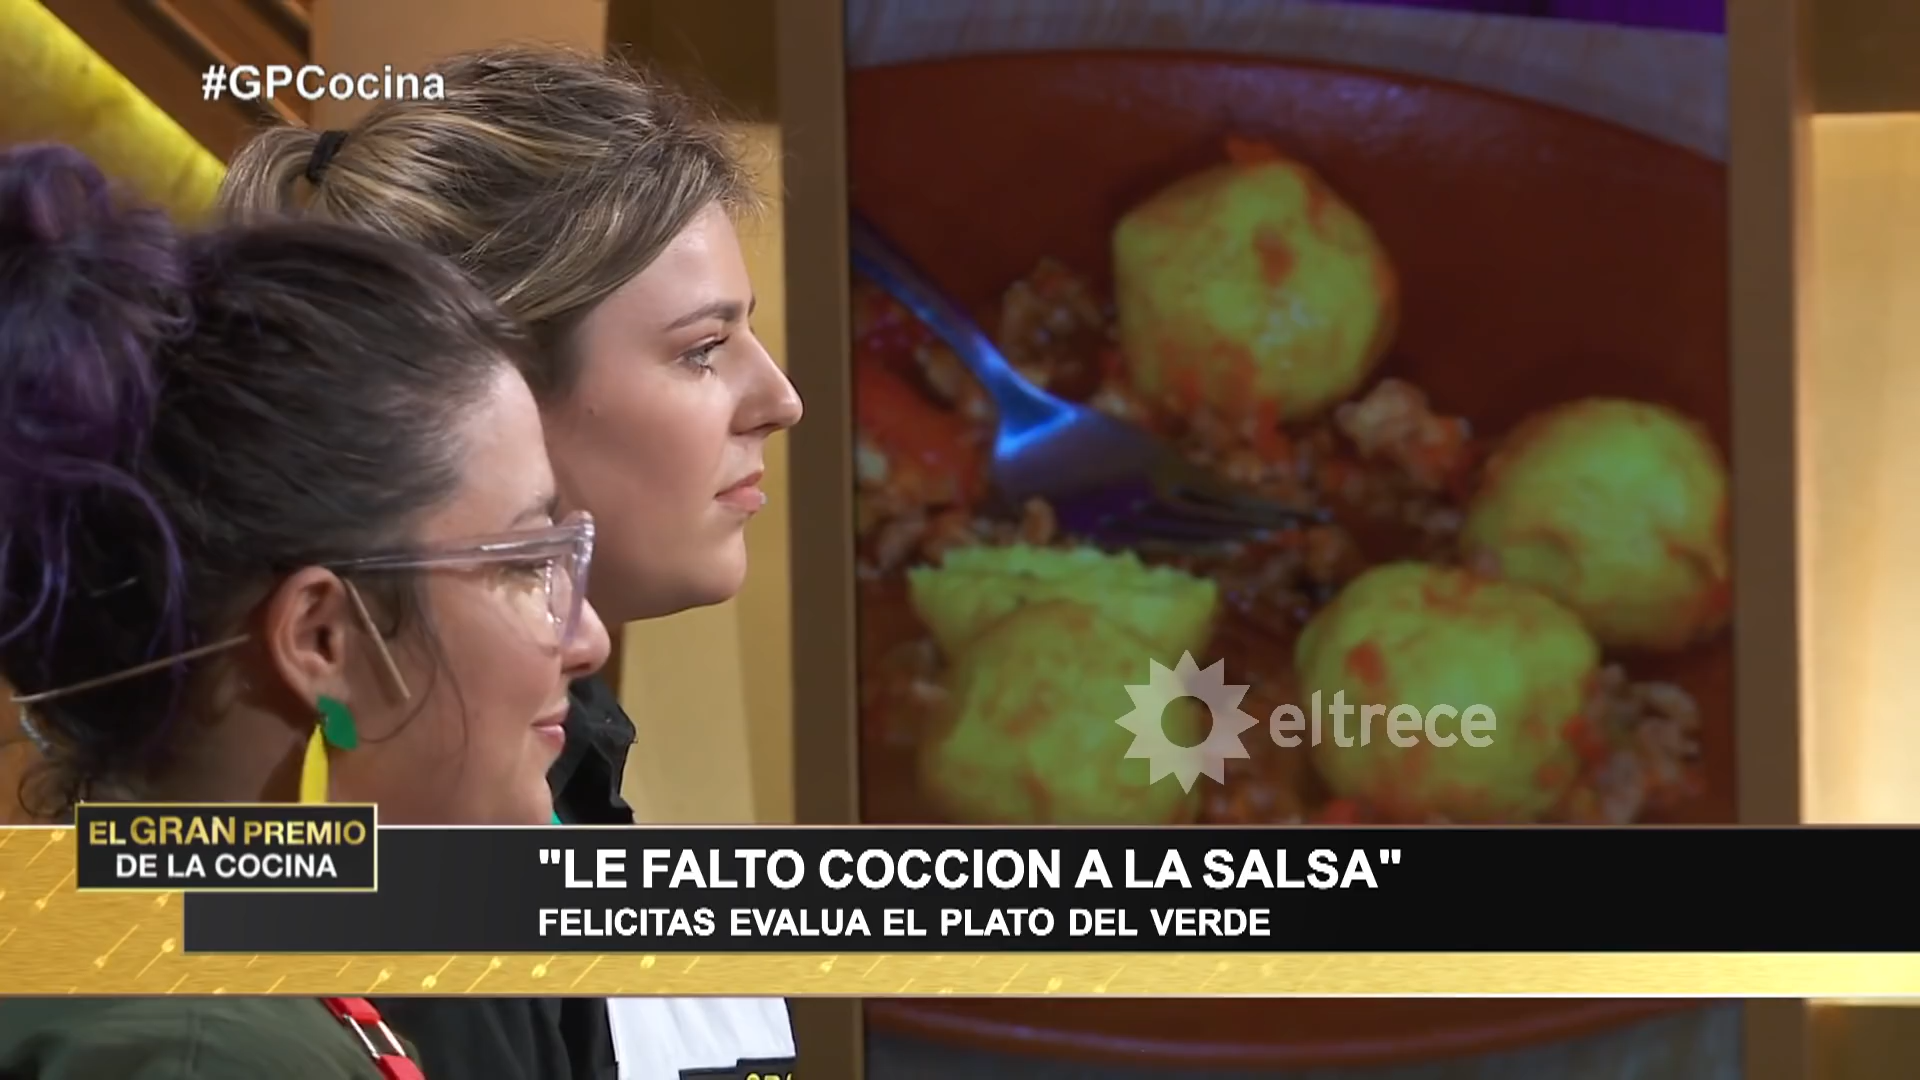 #GPCocina
eltrece
EL GRAN PREMIO
DE LA COCINA
"LE FALTO COCCION A LA SALSA"
FELICITAS EVALUA EL PLATO DEL VERDE